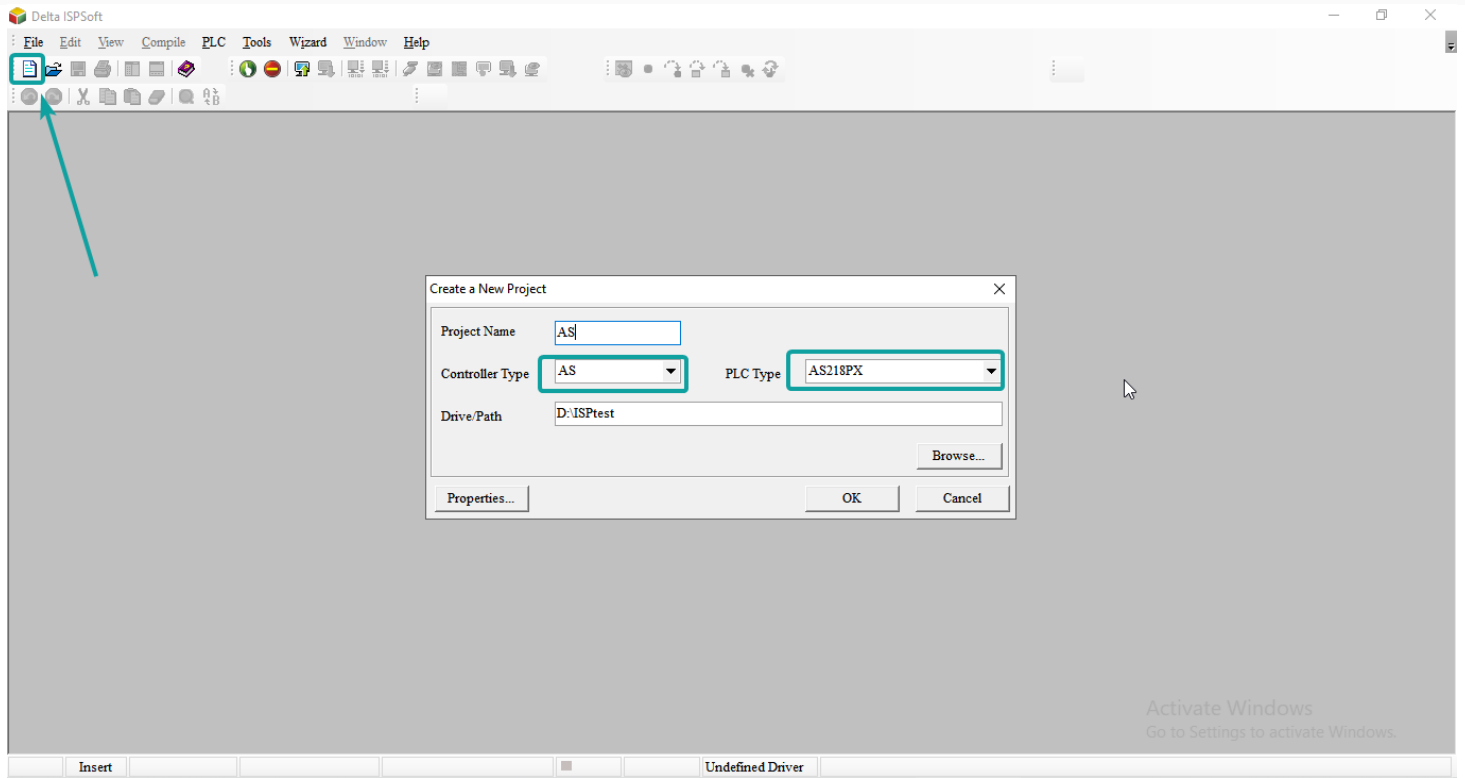 Delta ISPSoft
File Edit View Compile PLC Tools Wizard Window Help
Create a New Project
Project Name AS
Controller Type AS PLC Type AS218PX
Drive/Path D:\ISPtest
Browse...
Properties... OK Cancel
Activate Windows
Go to Settings to activate Windows.
Insert Undefined Driver